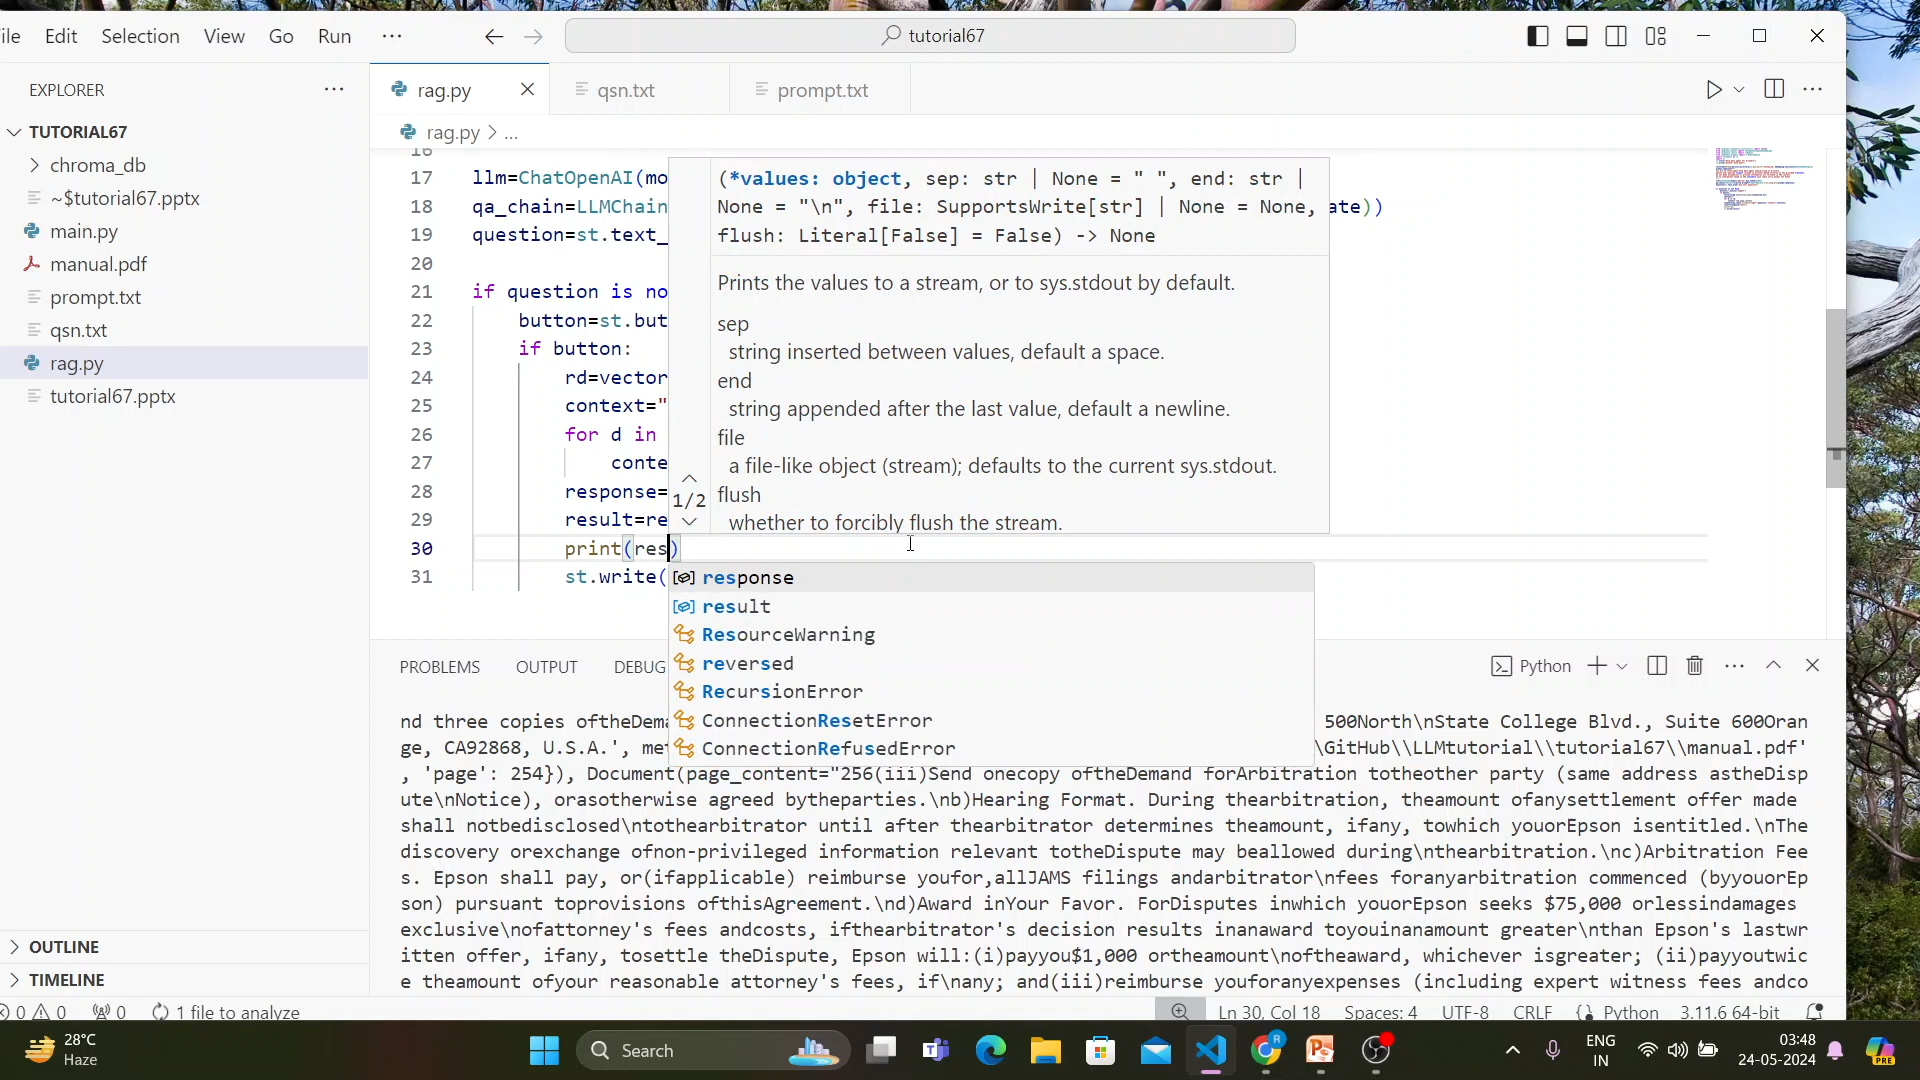 ile Edit Selection View Go Run ··· tutorial67
EXPLORER ···
rag.py
qsn.txt
prompt.txt
TUTORIAL67
chroma_db
~$tutorial67.pptx
main.py
manual.pdf
prompt.txt
qsn.txt
rag.py
tutorial67.pptx
OUTLINE
TIMELINE
rag.py > ...
16
17 llm=ChatOpenAI(mo
18 qa_chain=LLMChain ate))
19 question=st.text_
20
21 if question is no
22 button=st.but
23 if button:
24 rd=vector
25 context="
26 for d in
27 conte
28 response=
29 result=re
30 print(res)
31 st.write(
(*values: object, sep: str | None = " ", end: str |
None = "\n", file: SupportsWrite[str] | None = None,
flush: Literal[False] = False) -> None
Prints the values to a stream, or to sys.stdout by default.
sep
string inserted between values, default a space.
end
string appended after the last value, default a newline.
file
a file-like object (stream); defaults to the current sys.stdout.
flush
whether to forcibly flush the stream.
1/2
response
result
ResourceWarning
reversed
RecursionError
ConnectionResetError
ConnectionRefusedError
PROBLEMS OUTPUT DEBUG Python
nd three copies oftheDema 500North\nState College Blvd., Suite 600Oran
ge, CA92868, U.S.A.', met \GitHub\\LLMtutorial\\tutorial67\\manual.pdf'
, 'page': 254}), Document(page_content="256(iii)Send onecopy oftheDemand forArbitration totheother party (same address astheDisp
ute\nNotice), orasotherwise agreed bytheparties.\nb)Hearing Format. During thearbitration, theamount ofanysettlement offer made
shall notbedisclosed\ntothearbitrator until after thearbitrator determines theamount, ifany, towhich youorEpson isentitled.\nThe
discovery orexchange ofnon-privileged information relevant totheDispute may beallowed during\nthearbitration.\nc)Arbitration Fee
s. Epson shall pay, or(ifapplicable) reimburse youfor,allJAMS filings andarbitrator\nfees foranyarbitration commenced (byyouorEp
son) pursuant toprovisions ofthisAgreement.\nd)Award inYour Favor. ForDisputes inwhich youorEpson seeks $75,000 orlessindamages
exclusive\nofattorney's fees andcosts, ifthearbitrator's decision results inanaward toyouinanamount greater\nthan Epson's lastwr
itten offer, ifany, tosettle theDispute, Epson will:(i)payyou$1,000 ortheamount\noftheaward, whichever isgreater; (ii)payyoutwic
e theamount ofyour reasonable attorney's fees, if\nany; and(iii)reimburse youforanyexpenses (including expert witness fees andco
0 0 0 1 file to analyze Ln 30, Col 18 Spaces: 4 UTF-8 CRLF {} Python 3.11.6 64-bit
28°C
Haze
Search
ENG
IN
03:48
24-05-2024